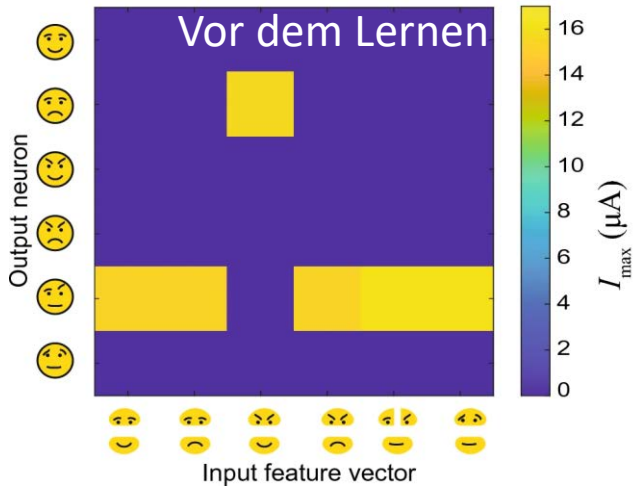 Vor dem Lernen
Output neuron
Input feature vector
16
14
12
10
8
6
4
2
0
I_max (µA)